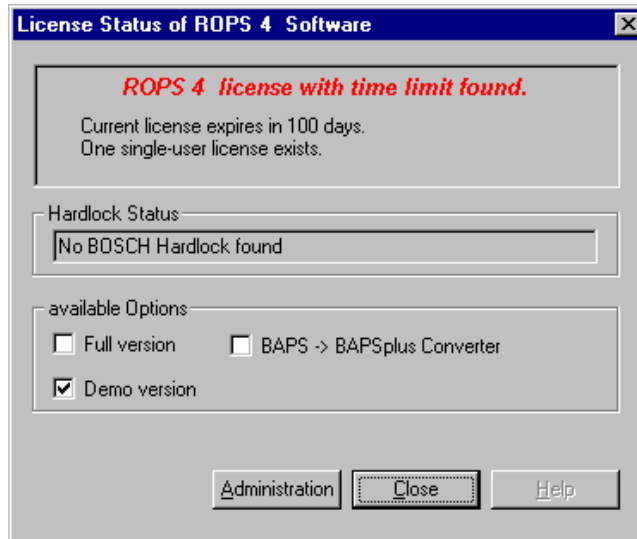 License Status of ROPS 4 Software
ROPS 4 license with time limit found.
Current license expires in 100 days.
One single-user license exists.
Hardlock Status
No BOSCH Hardlock found
available Options
Full version
BAPS -> BAPSplus Converter
Demo version
Administration
Close
Help